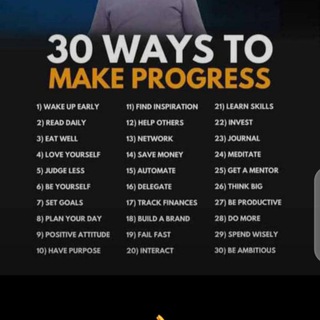 30 WAYS TO
MAKE PROGRESS
1) WAKE UP EARLY
2) READ DAILY
3) EAT WELL
4) LOVE YOURSELF
5) JUDGE LESS
6) BE YOURSELF
7) SET GOALS
8) PLAN YOUR DAY
9) POSITIVE ATTITUDE
10) HAVE PURPOSE
11) FIND INSPIRATION
12) HELP OTHERS
13) NETWORK
14) SAVE MONEY
15) AUTOMATE
16) DELEGATE
17) TRACK FINANCES
18) BUILD A BRAND
19) FAIL FAST
20) INTERACT
21) LEARN SKILLS
22) INVEST
23) JOURNAL
24) MEDITATE
25) GET A MENTOR
26) THINK BIG
27) BE PRODUCTIVE
28) DO MORE
29) SPEND WISELY
30) BE AMBITIOUS